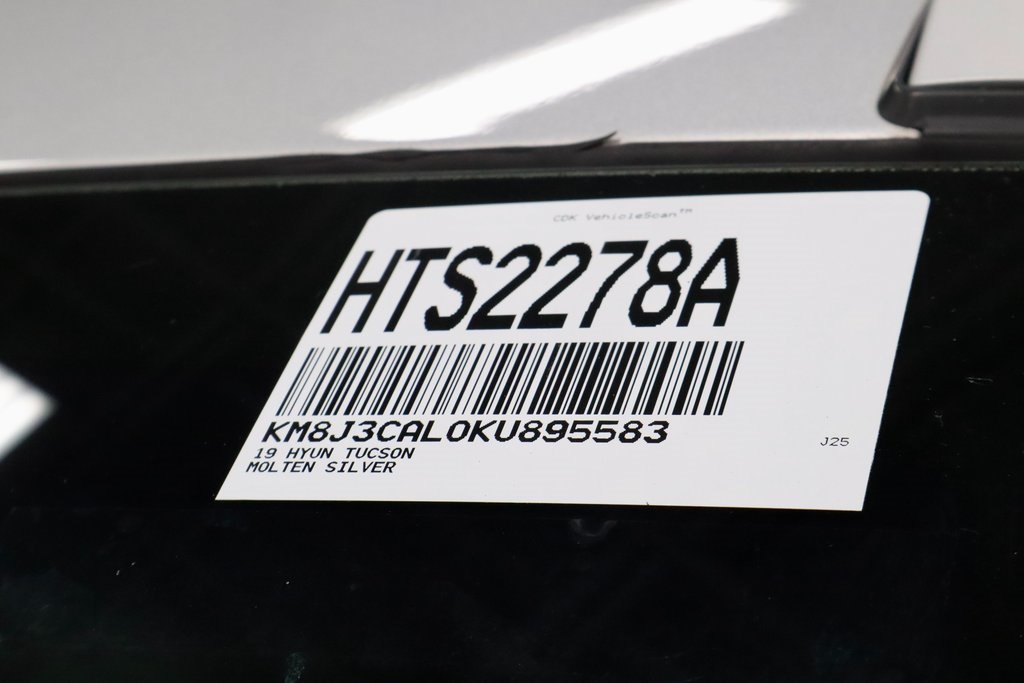 CDK VehicleScan™
HTS2278A
KM8J3CAL0KU895583
19 HYUN TUCSON
MOLTEN SILVER
J25